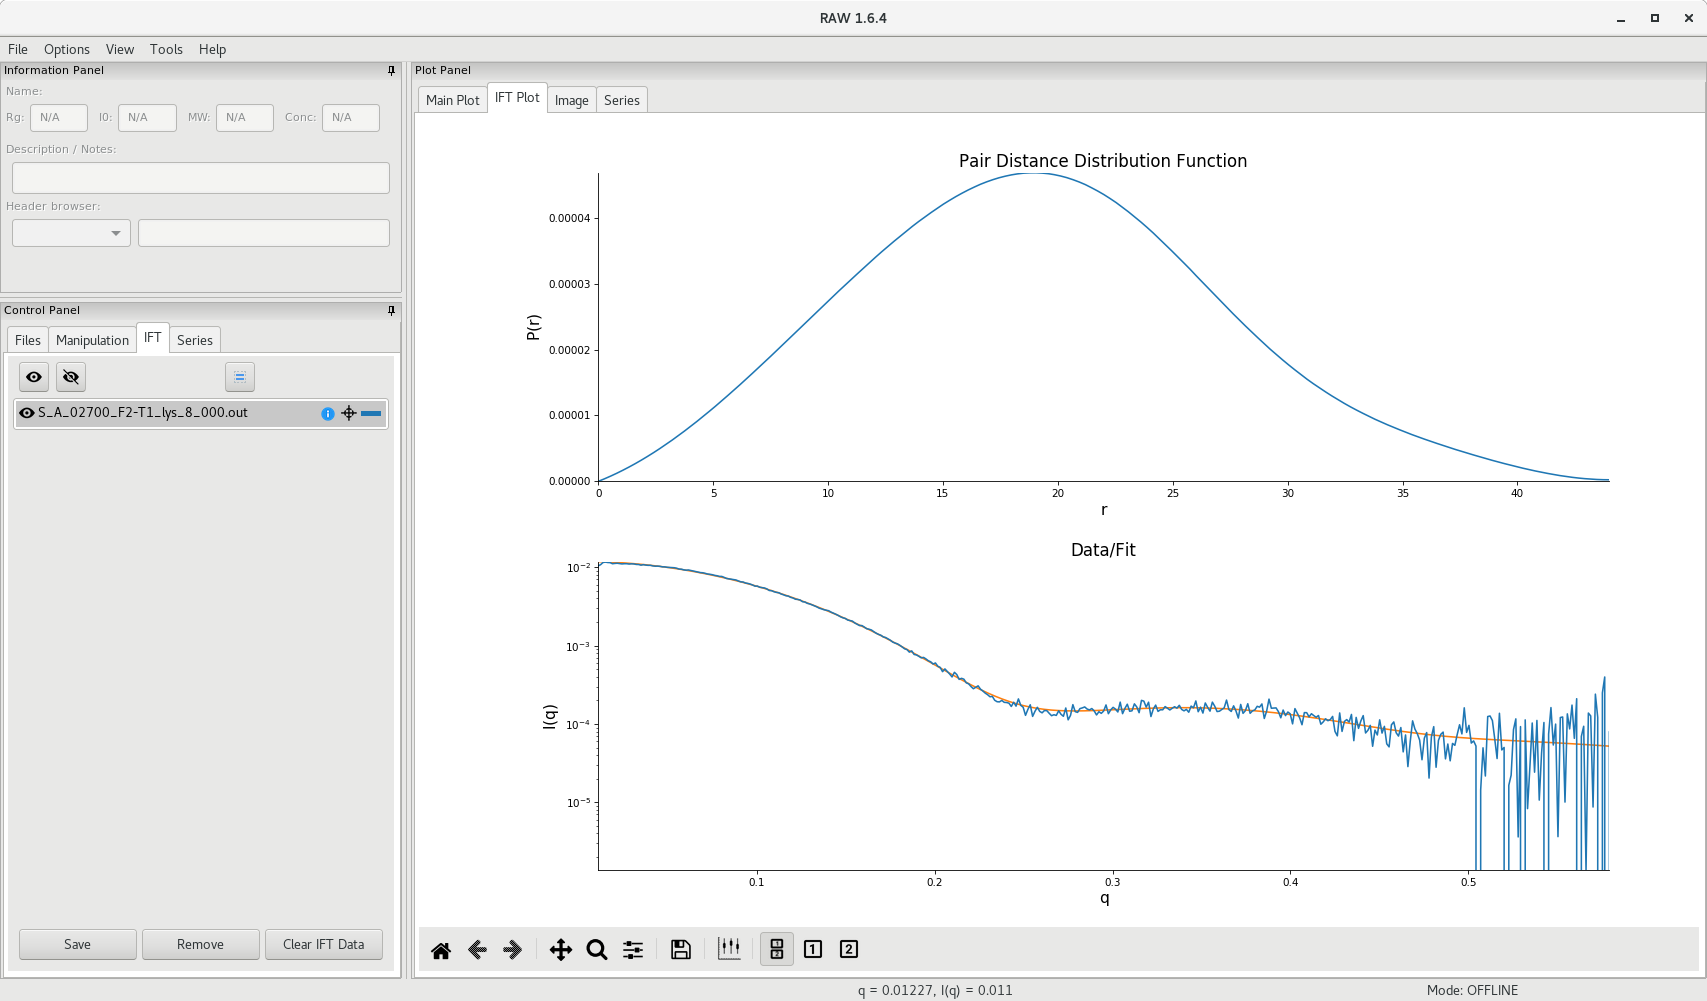 RAW 1.6.4
File Options View Tools Help
Information Panel
Name:
Rg: N/A I0: N/A MW: N/A Conc: N/A
Description / Notes:
Header browser:
Control Panel
Files Manipulation IFT Series
S_A_02700_F2-T1_lys_8_000.out
Save Remove Clear IFT Data
Plot Panel
Main Plot IFT Plot Image Series
Pair Distance Distribution Function
0.00004
0.00003
0.00002
0.00001
0.00000
P(r)
0 5 10 15 20 25 30 35 40
r
Data/Fit
10⁻²
10⁻³
10⁻⁴
10⁻⁵
I(q)
0.1 0.2 0.3 0.4 0.5
q
1 2 1 2
q = 0.01227, I(q) = 0.011
Mode: OFFLINE